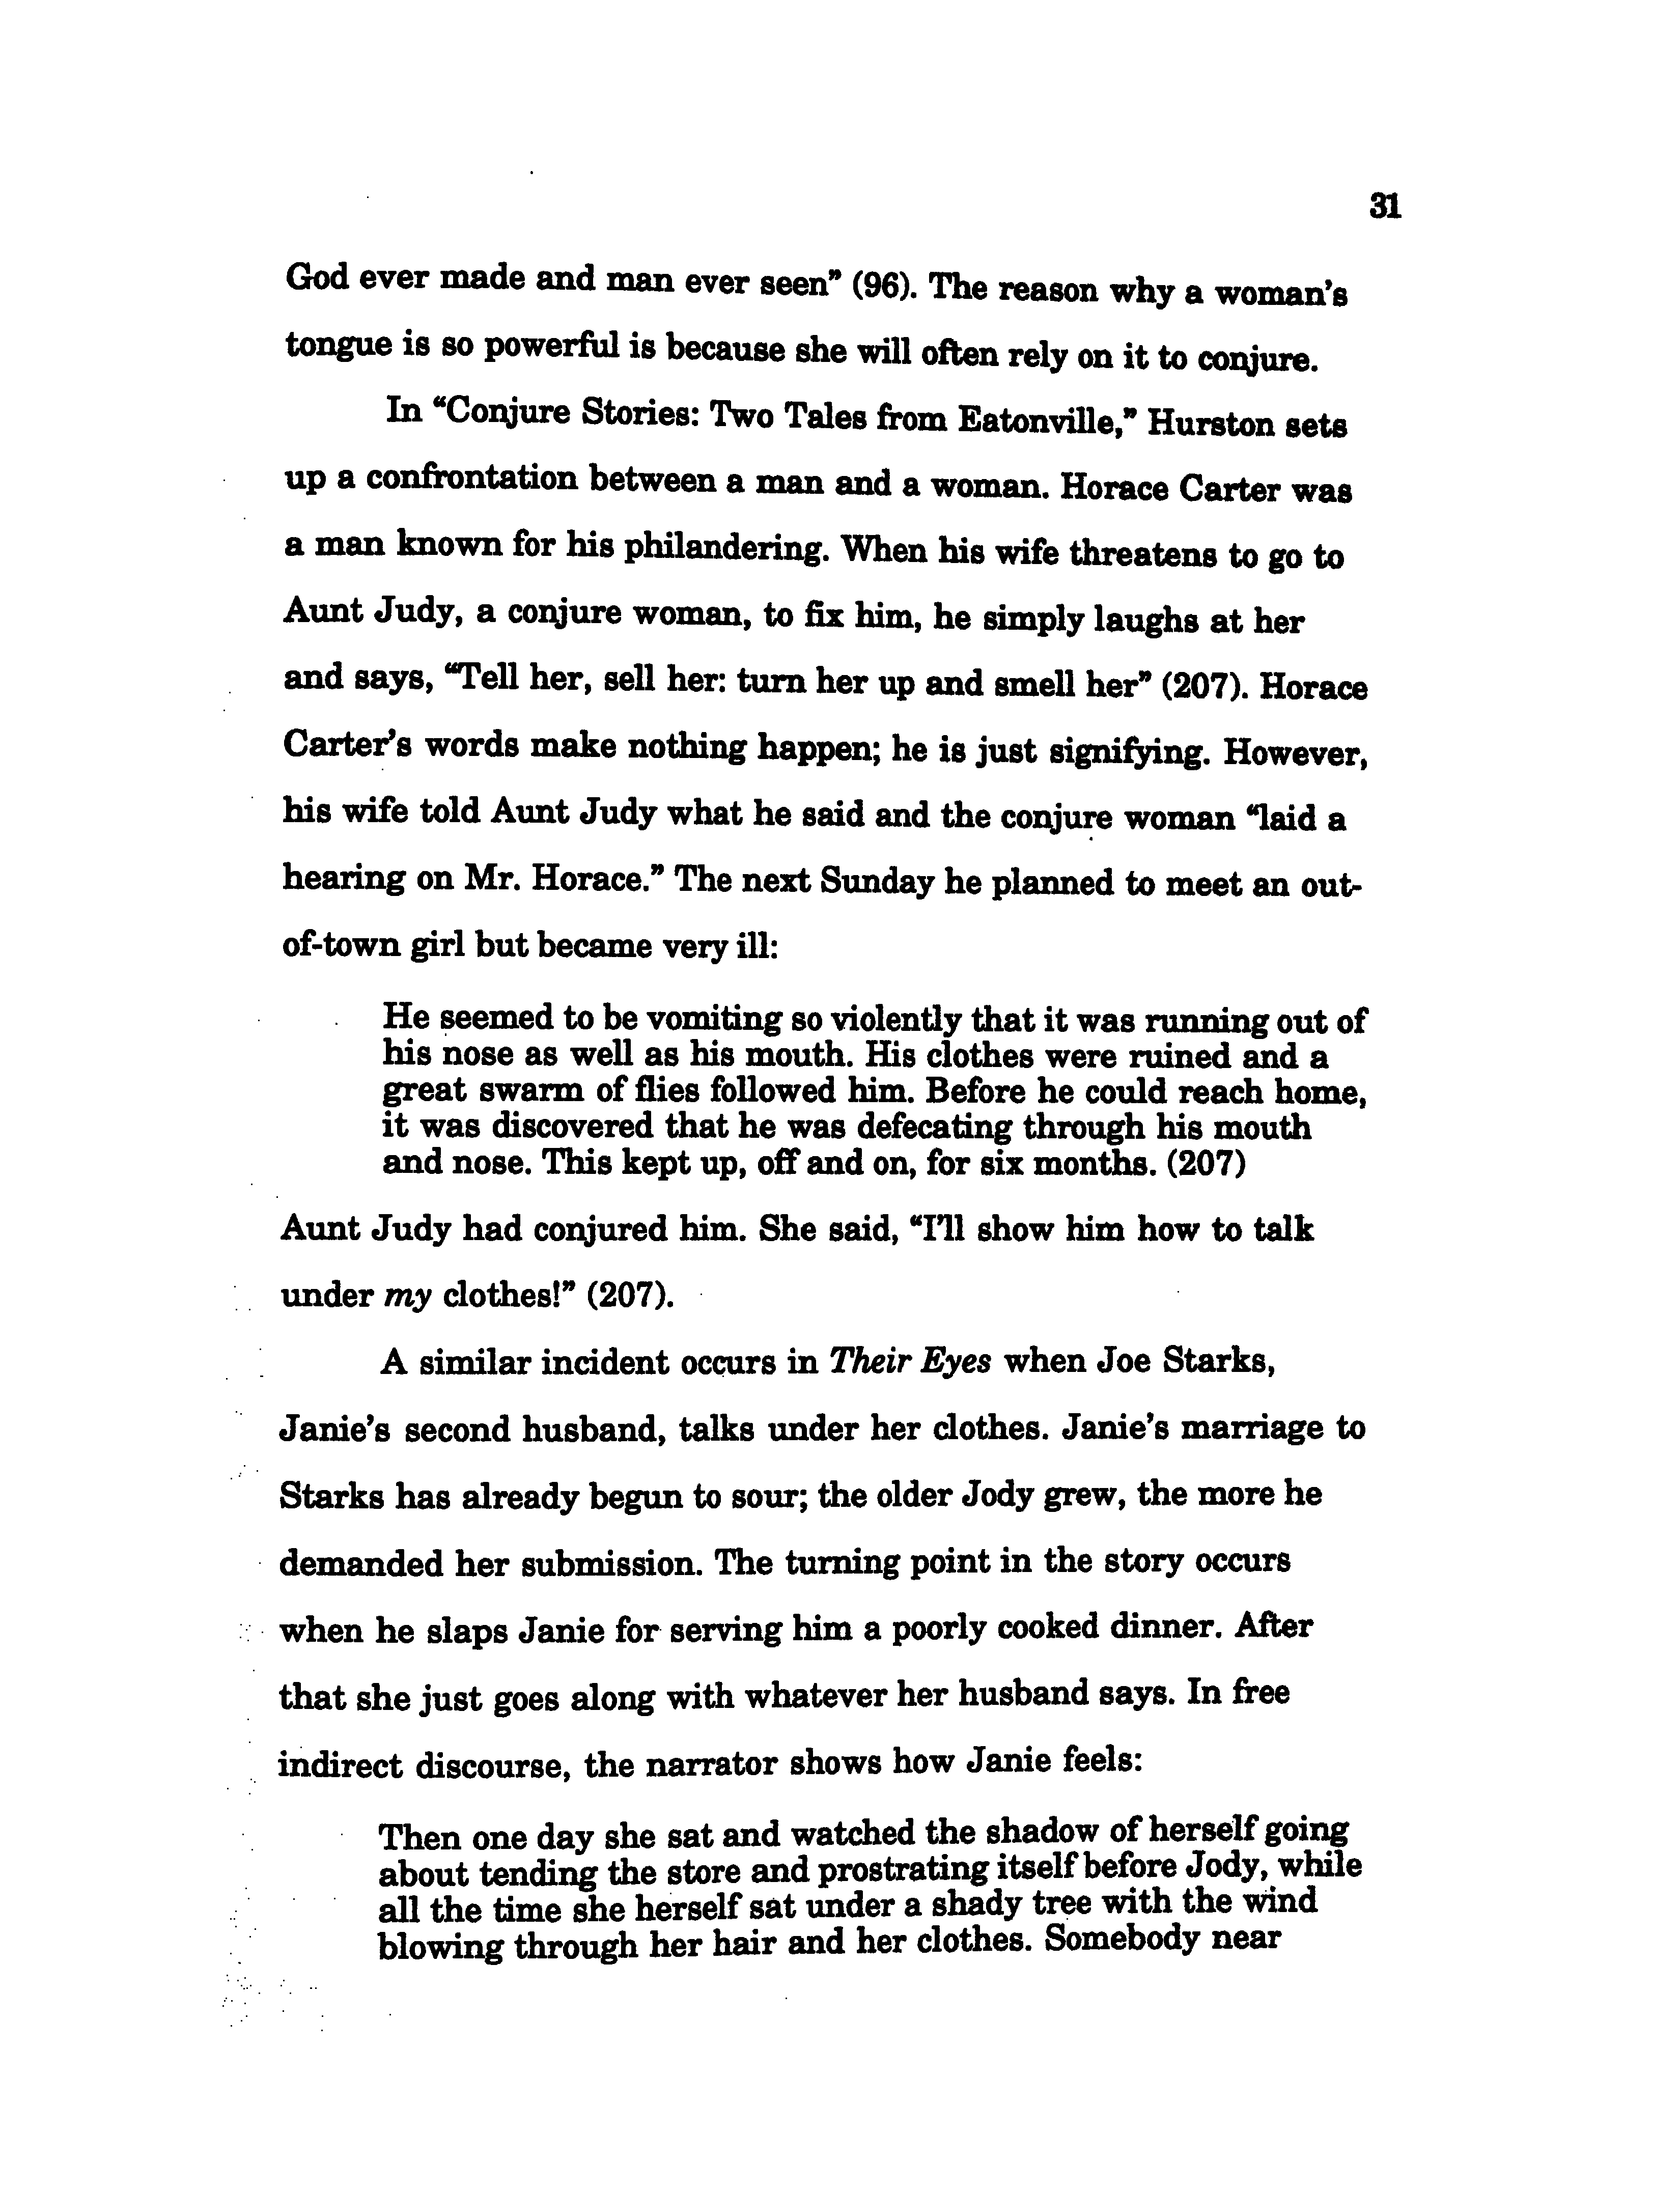 31
God ever made and man ever seen” (96). The reason why a woman’s
tongue is so powerful is because she will often rely on it to conjure.
In “Conjure Stories: Two Tales from Eatonville,” Hurston sets
up a confrontation between a man and a woman. Horace Carter was
a man known for his philandering. When his wife threatens to go to
Aunt Judy, a conjure woman, to fix him, he simply laughs at her
and says, “Tell her, sell her: turn her up and smell her” (207). Horace
Carter’s words make nothing happen; he is just signifying. However,
his wife told Aunt Judy what he said and the conjure woman “laid a
hearing on Mr. Horace.” The next Sunday he planned to meet an out-
of-town girl but became very ill:
He seemed to be vomiting so violently that it was running out of
his nose as well as his mouth. His clothes were ruined and a
great swarm of flies followed him. Before he could reach home,
it was discovered that he was defecating through his mouth
and nose. This kept up, off and on, for six months. (207)
Aunt Judy had conjured him. She said, “I’ll show him how to talk
under my clothes!” (207).
A similar incident occurs in Their Eyes when Joe Starks,
Janie’s second husband, talks under her clothes. Janie’s marriage to
Starks has already begun to sour; the older Jody grew, the more he
demanded her submission. The turning point in the story occurs
when he slaps Janie for serving him a poorly cooked dinner. After
that she just goes along with whatever her husband says. In free
indirect discourse, the narrator shows how Janie feels:
Then one day she sat and watched the shadow of herself going
about tending the store and prostrating itself before Jody, while
all the time she herself sat under a shady tree with the wind
blowing through her hair and her clothes. Somebody near